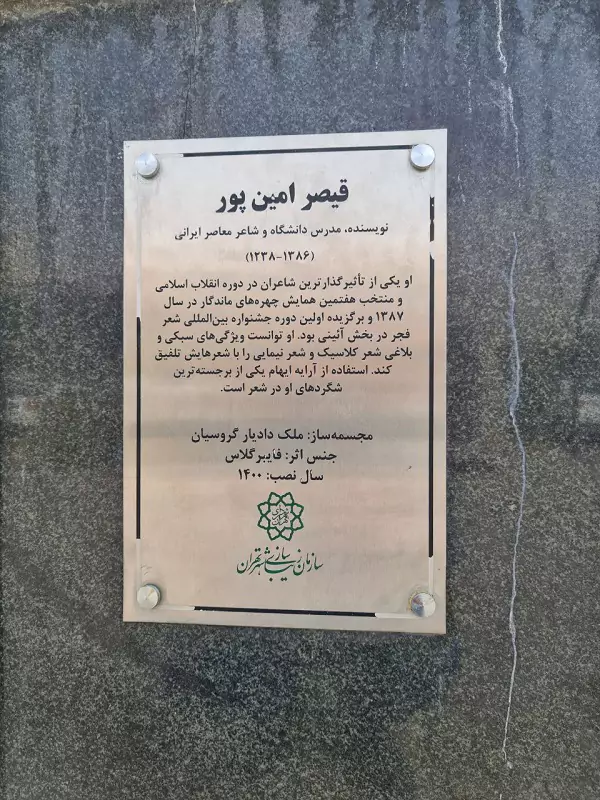 قیصر امین پور
نویسنده، مدرس دانشگاه و شاعر معاصر ایرانی
(۱۲۳۸-۱۳۸۶)
او یکی از تأثیرگذارترین شاعران در دوره انقلاب اسلامی
و منتخب هفتمین همایش چهره‌های ماندگار در سال
۱۳۸۷ و برگزیده اولین دوره جشنواره بین‌المللی شعر
فجر در بخش آئینی بود. او توانست ویژگی‌های سبکی و
بلاغی شعر کلاسیک و شعر نیمایی را با شعرهایش تلفیق
کند. استفاده از آرایه ایهام یکی از برجسته‌ترین
شگردهای او در شعر است.
مجسمه‌ساز: ملک دادیار گروسیان
جنس اثر: فایبرگلاس
سال نصب: ۱۴۰۰
سازمان زیباسازی شهر تهران